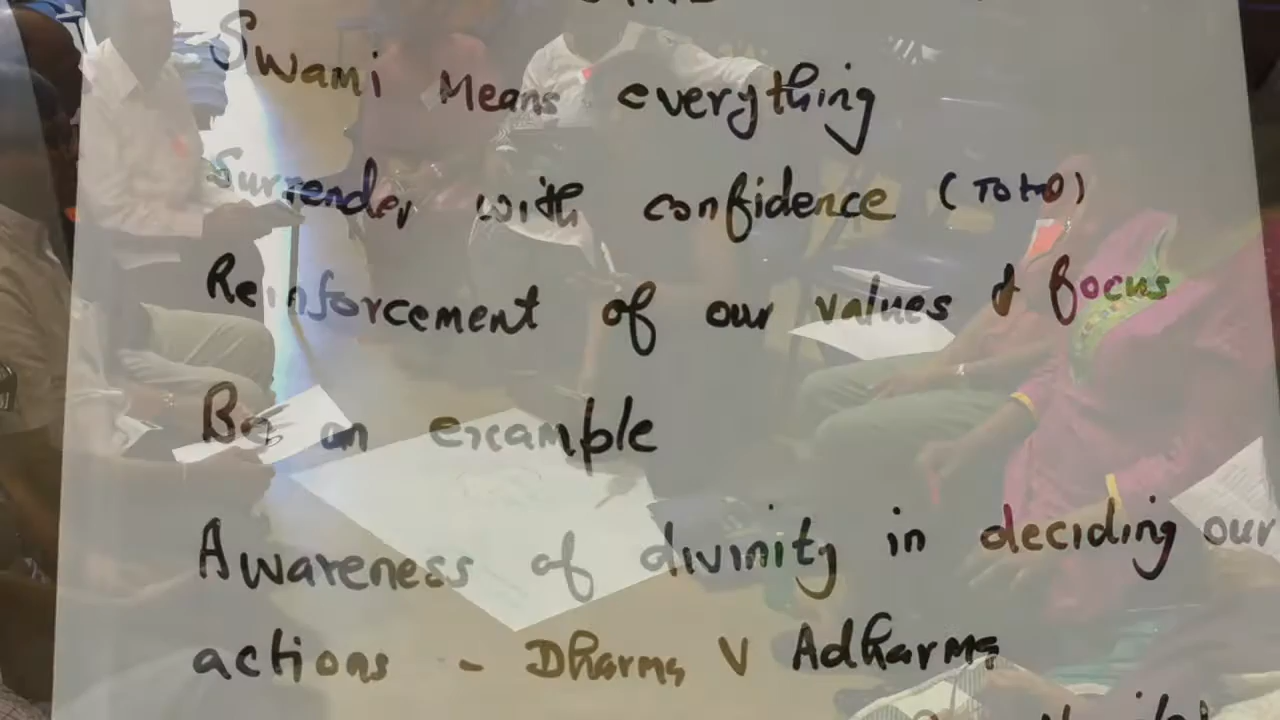 Swami Means everything
Surrender with confidence (Total)
Reinforcement of our values & focus
Be an example
Awareness of divinity in deciding our
actions - Dharma V Adharma